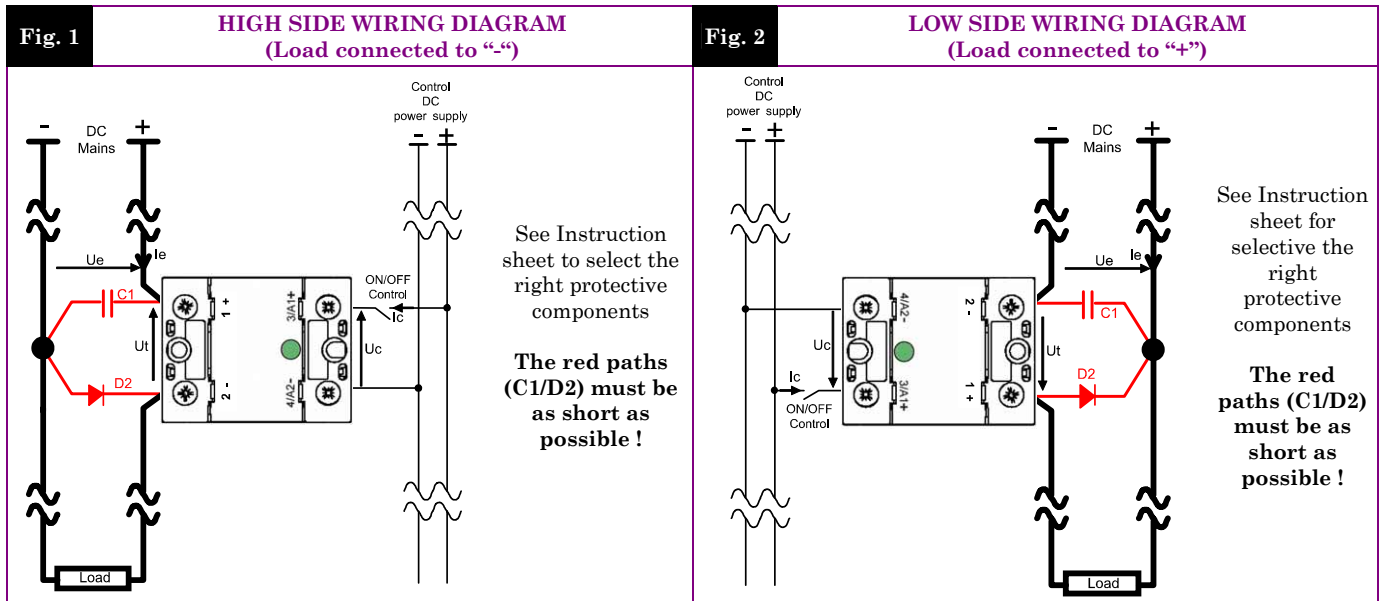 Fig. 1
HIGH SIDE WIRING DIAGRAM
(Load connected to “-“)
Control
DC
power supply
- +
- DC +
Mains
Ue
Ie
C1
1 +
3/A1+
ON/OFF
Control
Ic
Ut
Uc
D2
2 -
4/A2-
Load
See Instruction
sheet to select the
right protective
components
The red paths
(C1/D2) must be
as short as
possible !
Fig. 2
LOW SIDE WIRING DIAGRAM
(Load connected to “+”)
Control
DC
power supply
- +
- DC +
Mains
Ue
Ie
4/A2-
2 -
C1
Uc
Ut
Ic
D2
3/A1+
1 +
ON/OFF
Control
Load
See Instruction
sheet for
selective the
right
protective
components
The red
paths (C1/D2)
must be as
short as
possible !